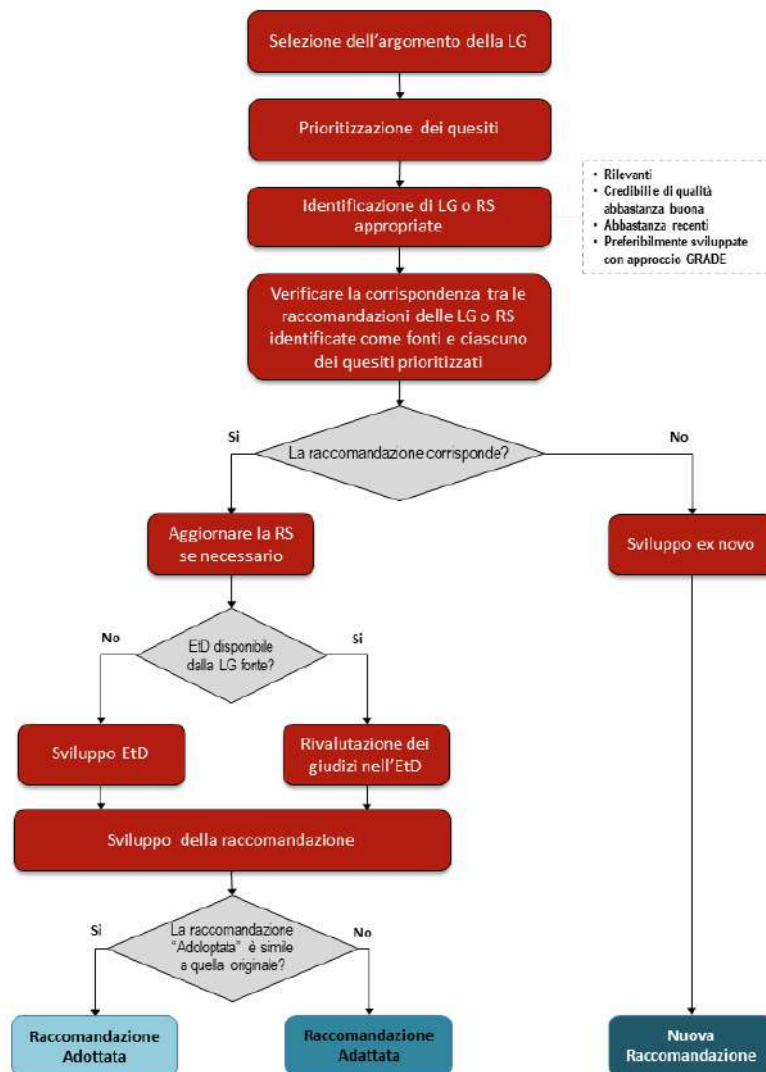 Selezione dell'argomento della LG
Prioritizzazione dei quesiti
Identificazione di LG o RS
appropriate
• Rilevanti
• Credibili e di qualità
abbastanza buona
• Abbastanza recenti
• Preferibilmente sviluppate
con approccio GRADE
Verificare la corrispondenza tra le
raccomandazioni delle LG o RS
identificate come fonti e ciascuno
dei quesiti prioritizzati
Si
La raccomandazione corrisponde?
No
Aggiornare la RS
se necessario
Sviluppo ex novo
No
EtD disponibile
dalla LG fonte?
Si
Sviluppo EtD
Rivalutazione dei
giudizi nell'EtD
Sviluppo della raccomandazione
Si
La raccomandazione
"Adoloptata" è simile
a quella originale?
No
Raccomandazione
Adottata
Raccomandazione
Adattata
Nuova
Raccomandazione